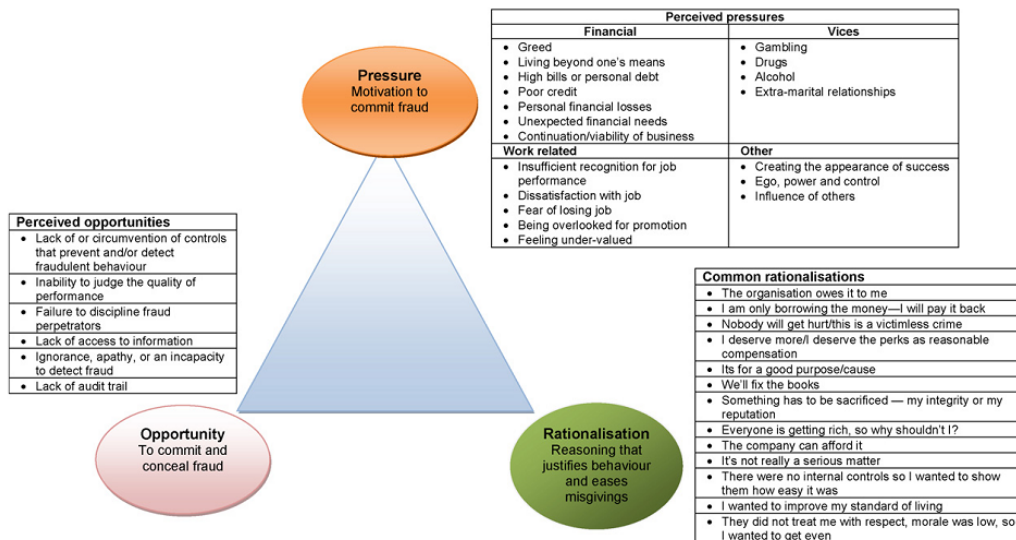 Perceived pressures
Financial
Greed
Living beyond one's means
High bills or personal debt
Poor credit
Personal financial losses
Unexpected financial needs
Continuation/viability of business
Vices
Gambling
Drugs
Alcohol
Extra-marital relationships
Work related
Insufficient recognition for job
performance
Dissatisfaction with job
Fear of losing job
Being overlooked for promotion
Feeling under-valued
Other
Creating the appearance of success
Ego, power and control
Influence of others
Pressure
Motivation to
commit fraud
Perceived opportunities
Lack of or circumvention of controls
that prevent and/or detect
fraudulent behaviour
Inability to judge the quality of
performance
Failure to discipline fraud
perpetrators
Lack of access to information
Ignorance, apathy, or an incapacity
to detect fraud
Lack of audit trail
Opportunity
To commit and
conceal fraud
Rationalisation
Reasoning that
justifies behaviour
and eases
misgivings
Common rationalisations
The organisation owes it to me
I am only borrowing the money—I will pay it back
Nobody will get hurt/this is a victimless crime
I deserve more/I deserve the perks as reasonable
compensation
Its for a good purpose/cause
We'll fix the books
Something has to be sacrificed — my integrity or my
reputation
Everyone is getting rich, so why shouldn't I?
The company can afford it
It's not really a serious matter
There were no internal controls so I wanted to show
them how easy it was
I wanted to improve my standard of living
They did not treat me with respect, morale was low, so
I wanted to get even